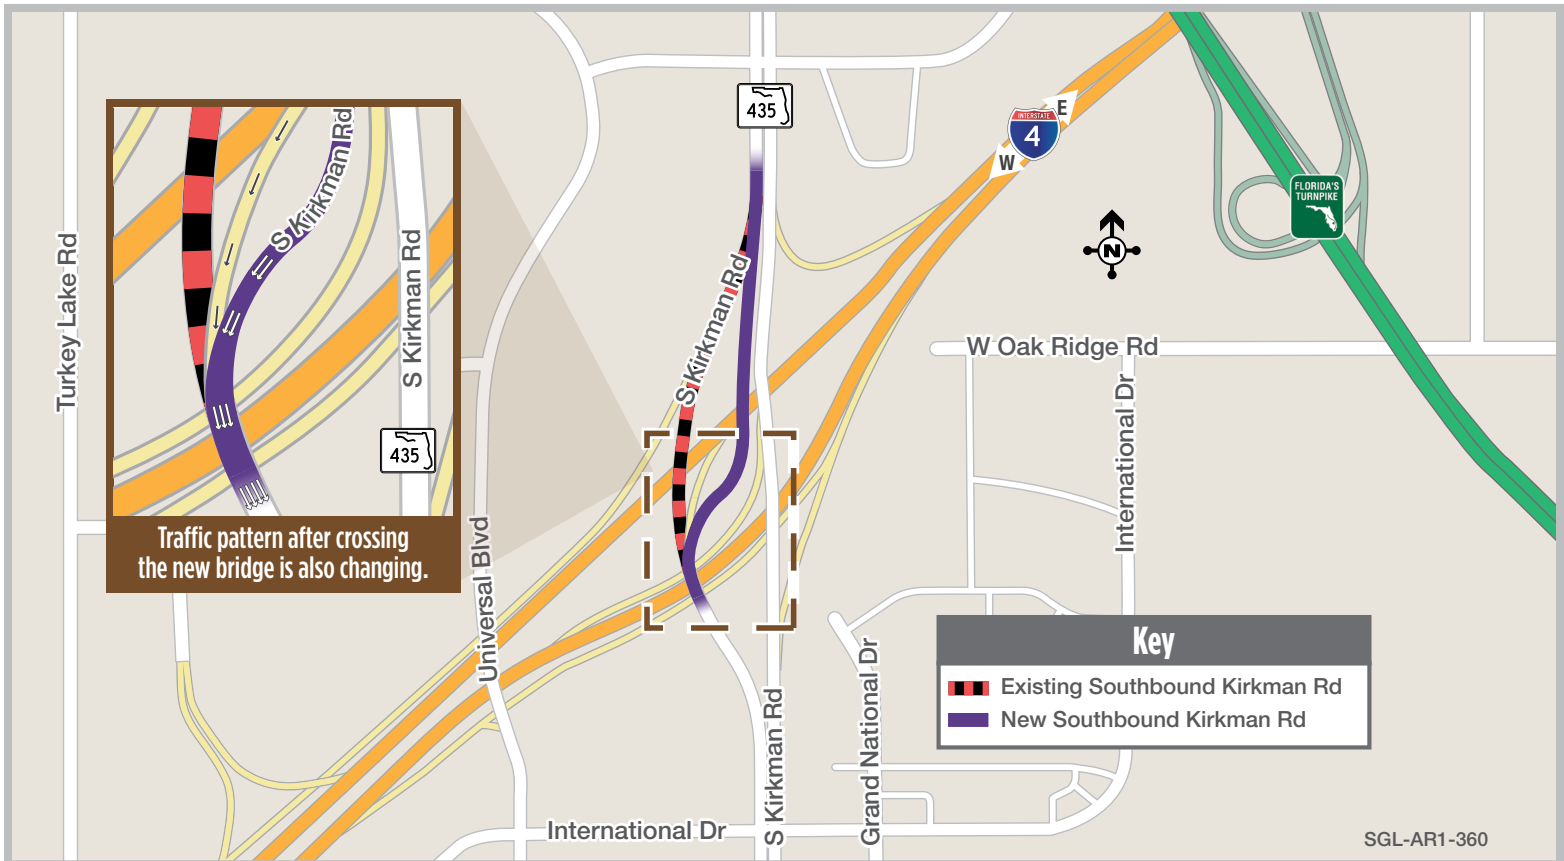 435
E
INTERSTATE
4
W
FLORIDA'S
TURNPIKE
N
S Kirkman Rd
S Kirkman Rd
435
Traffic pattern after crossing
the new bridge is also changing.
Turkey Lake Rd
S Kirkman Rd
W Oak Ridge Rd
International Dr
Universal Blvd
Key
Existing Southbound Kirkman Rd
New Southbound Kirkman Rd
S Kirkman Rd
Grand National Dr
International Dr
SGL-AR1-360